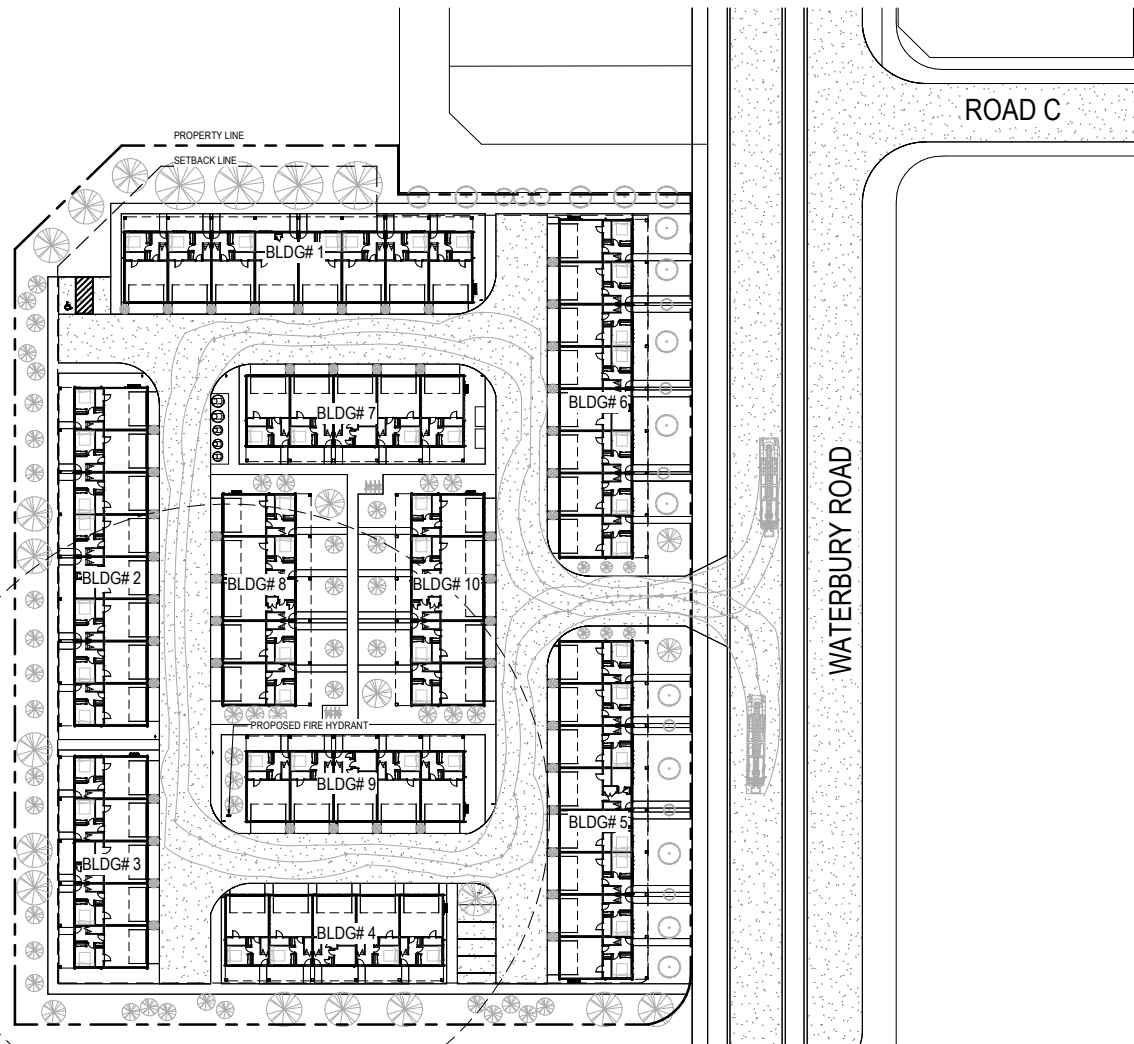 ROAD C
PROPERTY LINE
SETBACK LINE
BLDG# 1
BLDG# 6
BLDG# 7
WATERBURY ROAD
BLDG# 2
BLDG# 8
BLDG# 10
PROPOSED FIRE HYDRANT
BLDG# 9
BLDG# 5
BLDG# 3
BLDG# 4